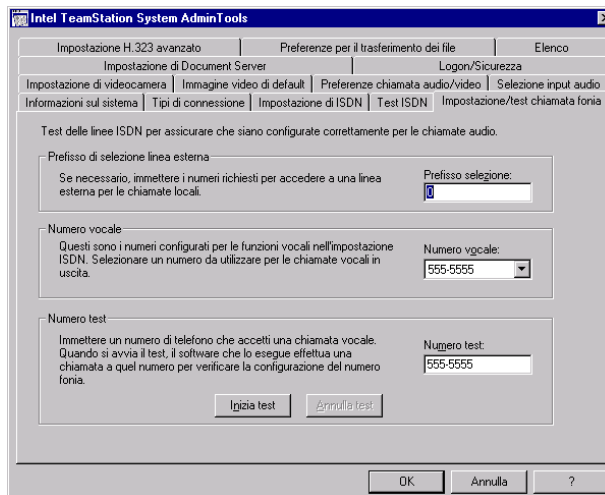 Intel TeamStation System AdminTools
Impostazione H.323 avanzato
Preferenze per il trasferimento dei file
Elenco
Impostazione di Document Server
Logon/Sicurezza
Impostazione di videocamera
Immagine video di default
Preferenze chiamata audio/video
Selezione input audio
Informazioni sul sistema
Tipi di connessione
Impostazione di ISDN
Test ISDN
Impostazione/test chiamata fonia
Test delle linee ISDN per assicurare che siano configurate correttamente per le chiamate audio.
Prefisso di selezione linea esterna
Se necessario, immettere i numeri richiesti per accedere a una linea
esterna per le chiamate locali.
Prefisso selezione:
0
Numero vocale
Questi sono i numeri configurati per le funzioni vocali nell'impostazione
ISDN. Selezionare un numero da utilizzare per le chiamate vocali in
uscita.
Numero vocale:
555-5555
Numero test
Immettere un numero di telefono che accetti una chiamata vocale.
Quando si avvia il test, il software che lo esegue effettua una
chiamata a quel numero per verificare la configurazione del numero
fonia.
Numero test:
555-5555
Inizia test
Annulla test
OK
Annulla
?